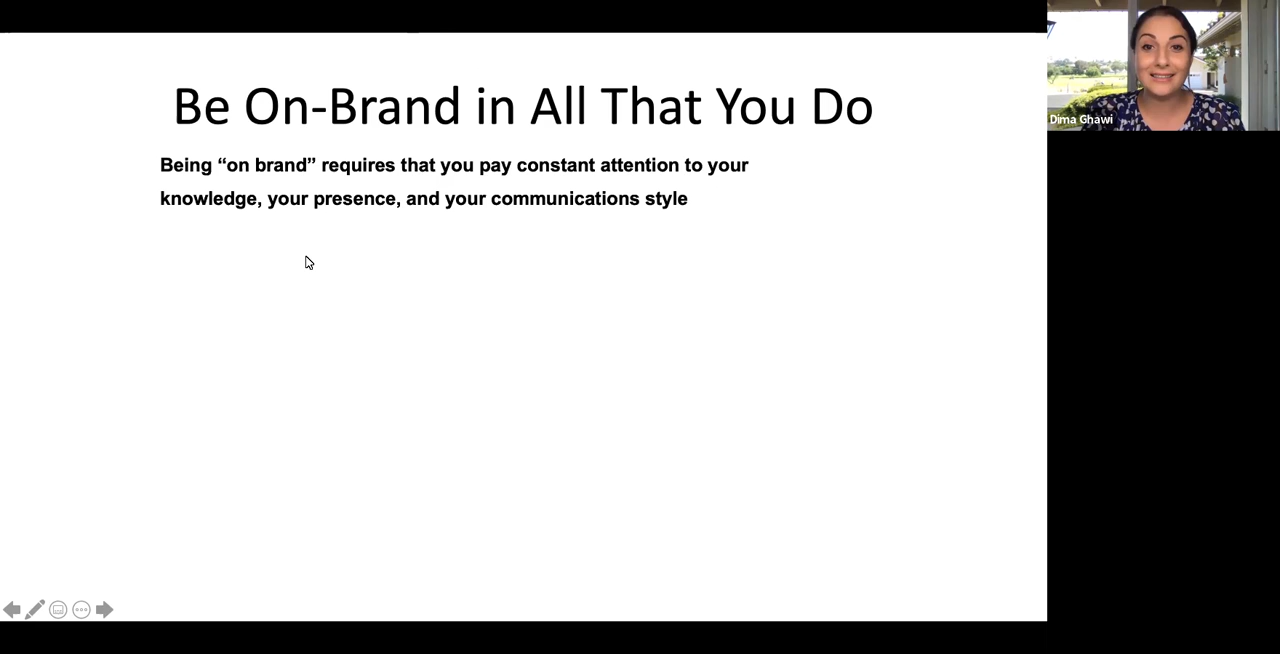 Be On-Brand in All That You Do
Being “on brand” requires that you pay constant attention to your
knowledge, your presence, and your communications style
Dima Ghawi